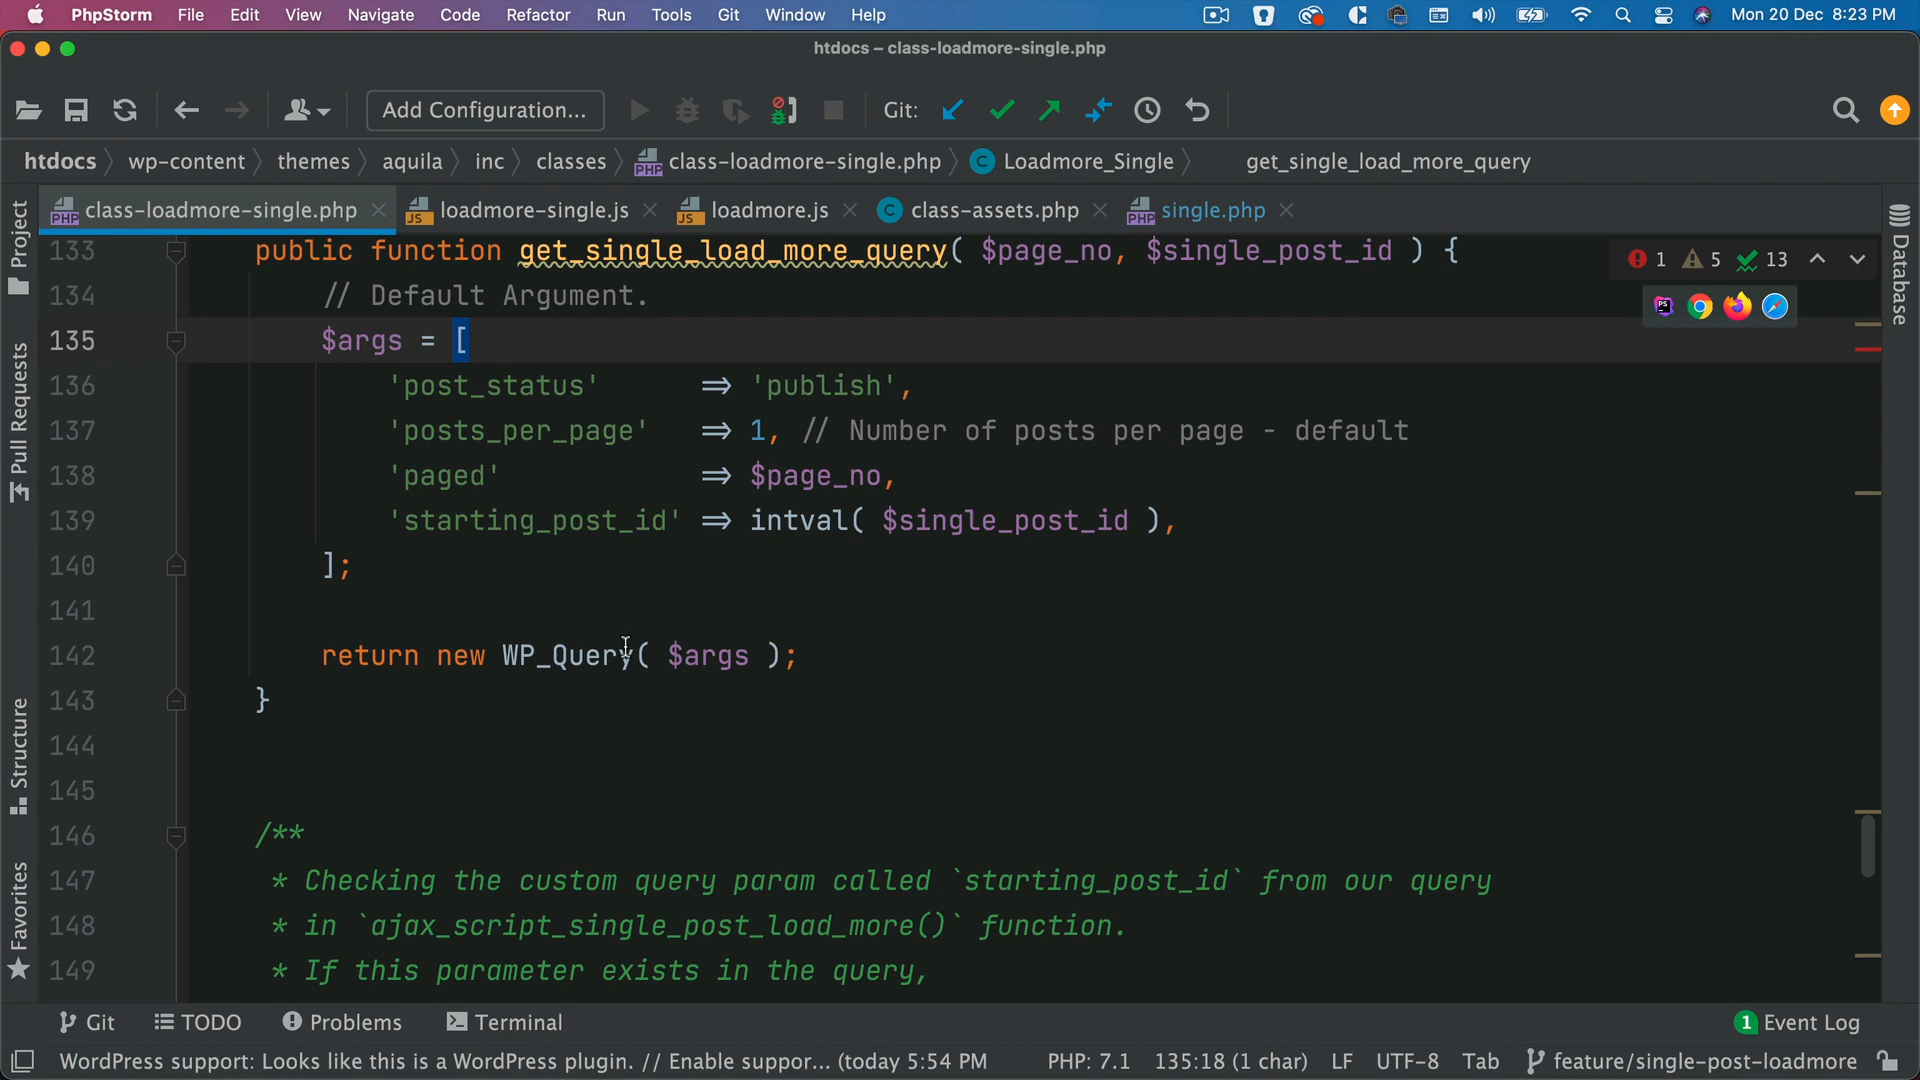 PhpStorm File Edit View Navigate Code Refactor Run Tools Git Window Help Mon 20 Dec 8:23 PM
htdocs – class-loadmore-single.php
Add Configuration... Git:
htdocs wp-content themes aquila inc classes class-loadmore-single.php Loadmore_Single get_single_load_more_query
class-loadmore-single.php loadmore-single.js loadmore.js class-assets.php single.php
133 public function get_single_load_more_query( $page_no, $single_post_id ) {
1 5 13
134 // Default Argument.
135 $args = [
136 'post_status' => 'publish',
137 'posts_per_page' => 1, // Number of posts per page - default
138 'paged' => $page_no,
139 'starting_post_id' => intval( $single_post_id ),
140 ];
141
142 return new WP_Query( $args );
143 }
144
145
146 /**
147 * Checking the custom query param called `starting_post_id` from our query
148 * in `ajax_script_single_post_load_more()` function.
149 * If this parameter exists in the query,
Project
Pull Requests
Structure
Favorites
Database
Git TODO Problems Terminal 1 Event Log
WordPress support: Looks like this is a WordPress plugin. // Enable suppor... (today 5:54 PM PHP: 7.1 135:18 (1 char) LF UTF-8 Tab feature/single-post-loadmore